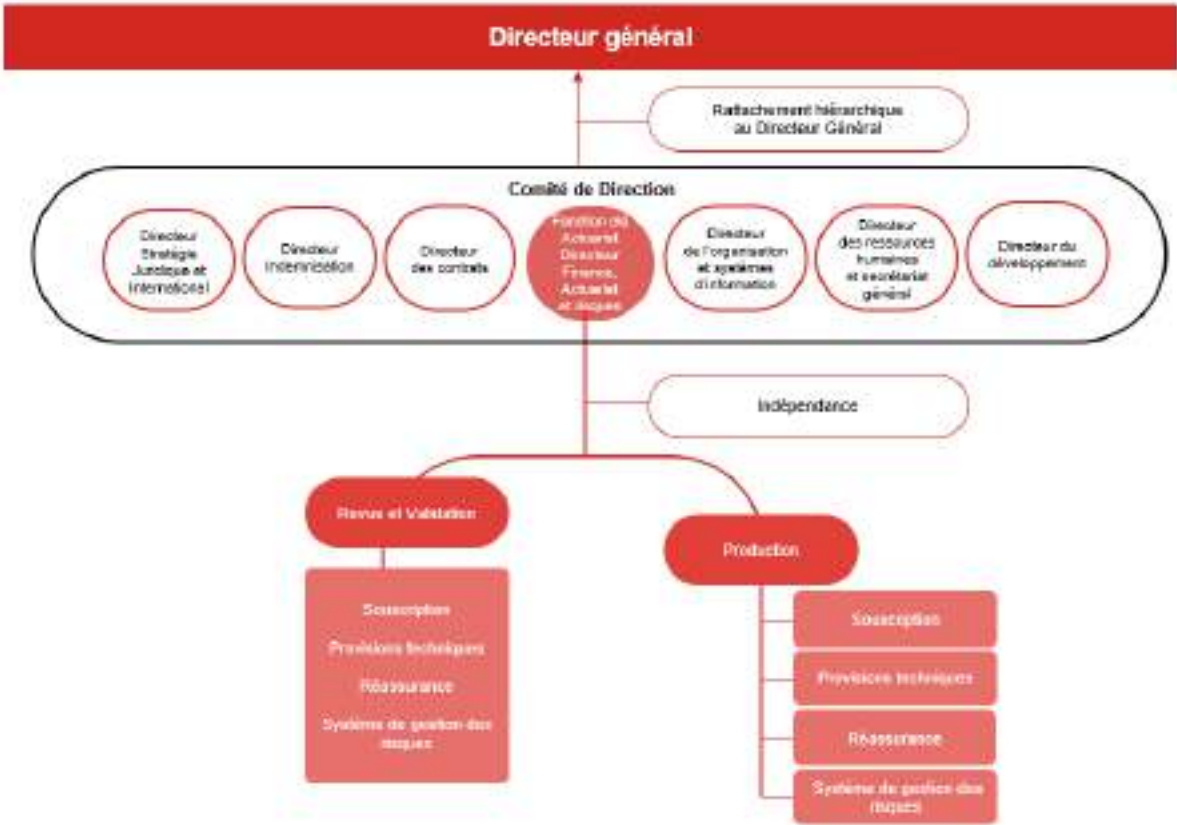 Directeur général
Rattachement hiérarchique
au Directeur Général
Comité de Direction
Directeur
Stratégie
Juridique et
International
Directeur
Indemnisation
Directeur
des contrats
Fonction clé
Actuariat
Directeur
Finance,
Actuariat
et risques
Directeur
de l'organisation
et systèmes
d'information
Directeur
des ressources
humaines
et secrétariat
général
Directeur du
développement
Indépendance
Revue et Validation
Souscription
Provisions techniques
Réassurance
Système de gestion des
risques
Production
Souscription
Provisions techniques
Réassurance
Système de gestion des
risques